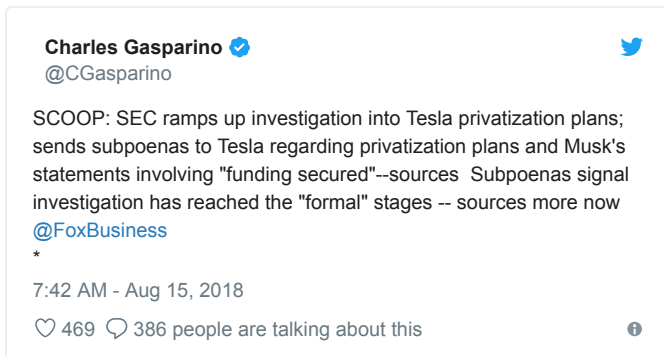 Charles Gasparino
@CGasparino
SCOOP: SEC ramps up investigation into Tesla privatization plans;
sends subpoenas to Tesla regarding privatization plans and Musk's
statements involving "funding secured"--sources  Subpoenas signal
investigation has reached the "formal" stages -- sources more now
@FoxBusiness
*
7:42 AM - Aug 15, 2018
469 386 people are talking about this